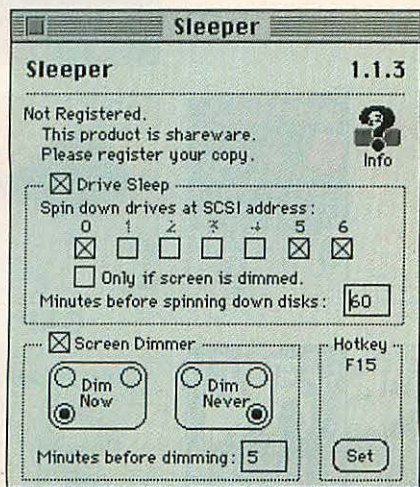 Sleeper
Sleeper 1.1.3
Not Registered.
This product is shareware.
Please register your copy.
Info
Drive Sleep
Spin down drives at SCSI address:
0 1 2 3 4 5 6
Only if screen is dimmed.
Minutes before spinning down disks: 60
Screen Dimmer
Hotkey
F15
Dim Now
Dim Never
Minutes before dimming: 5
Set